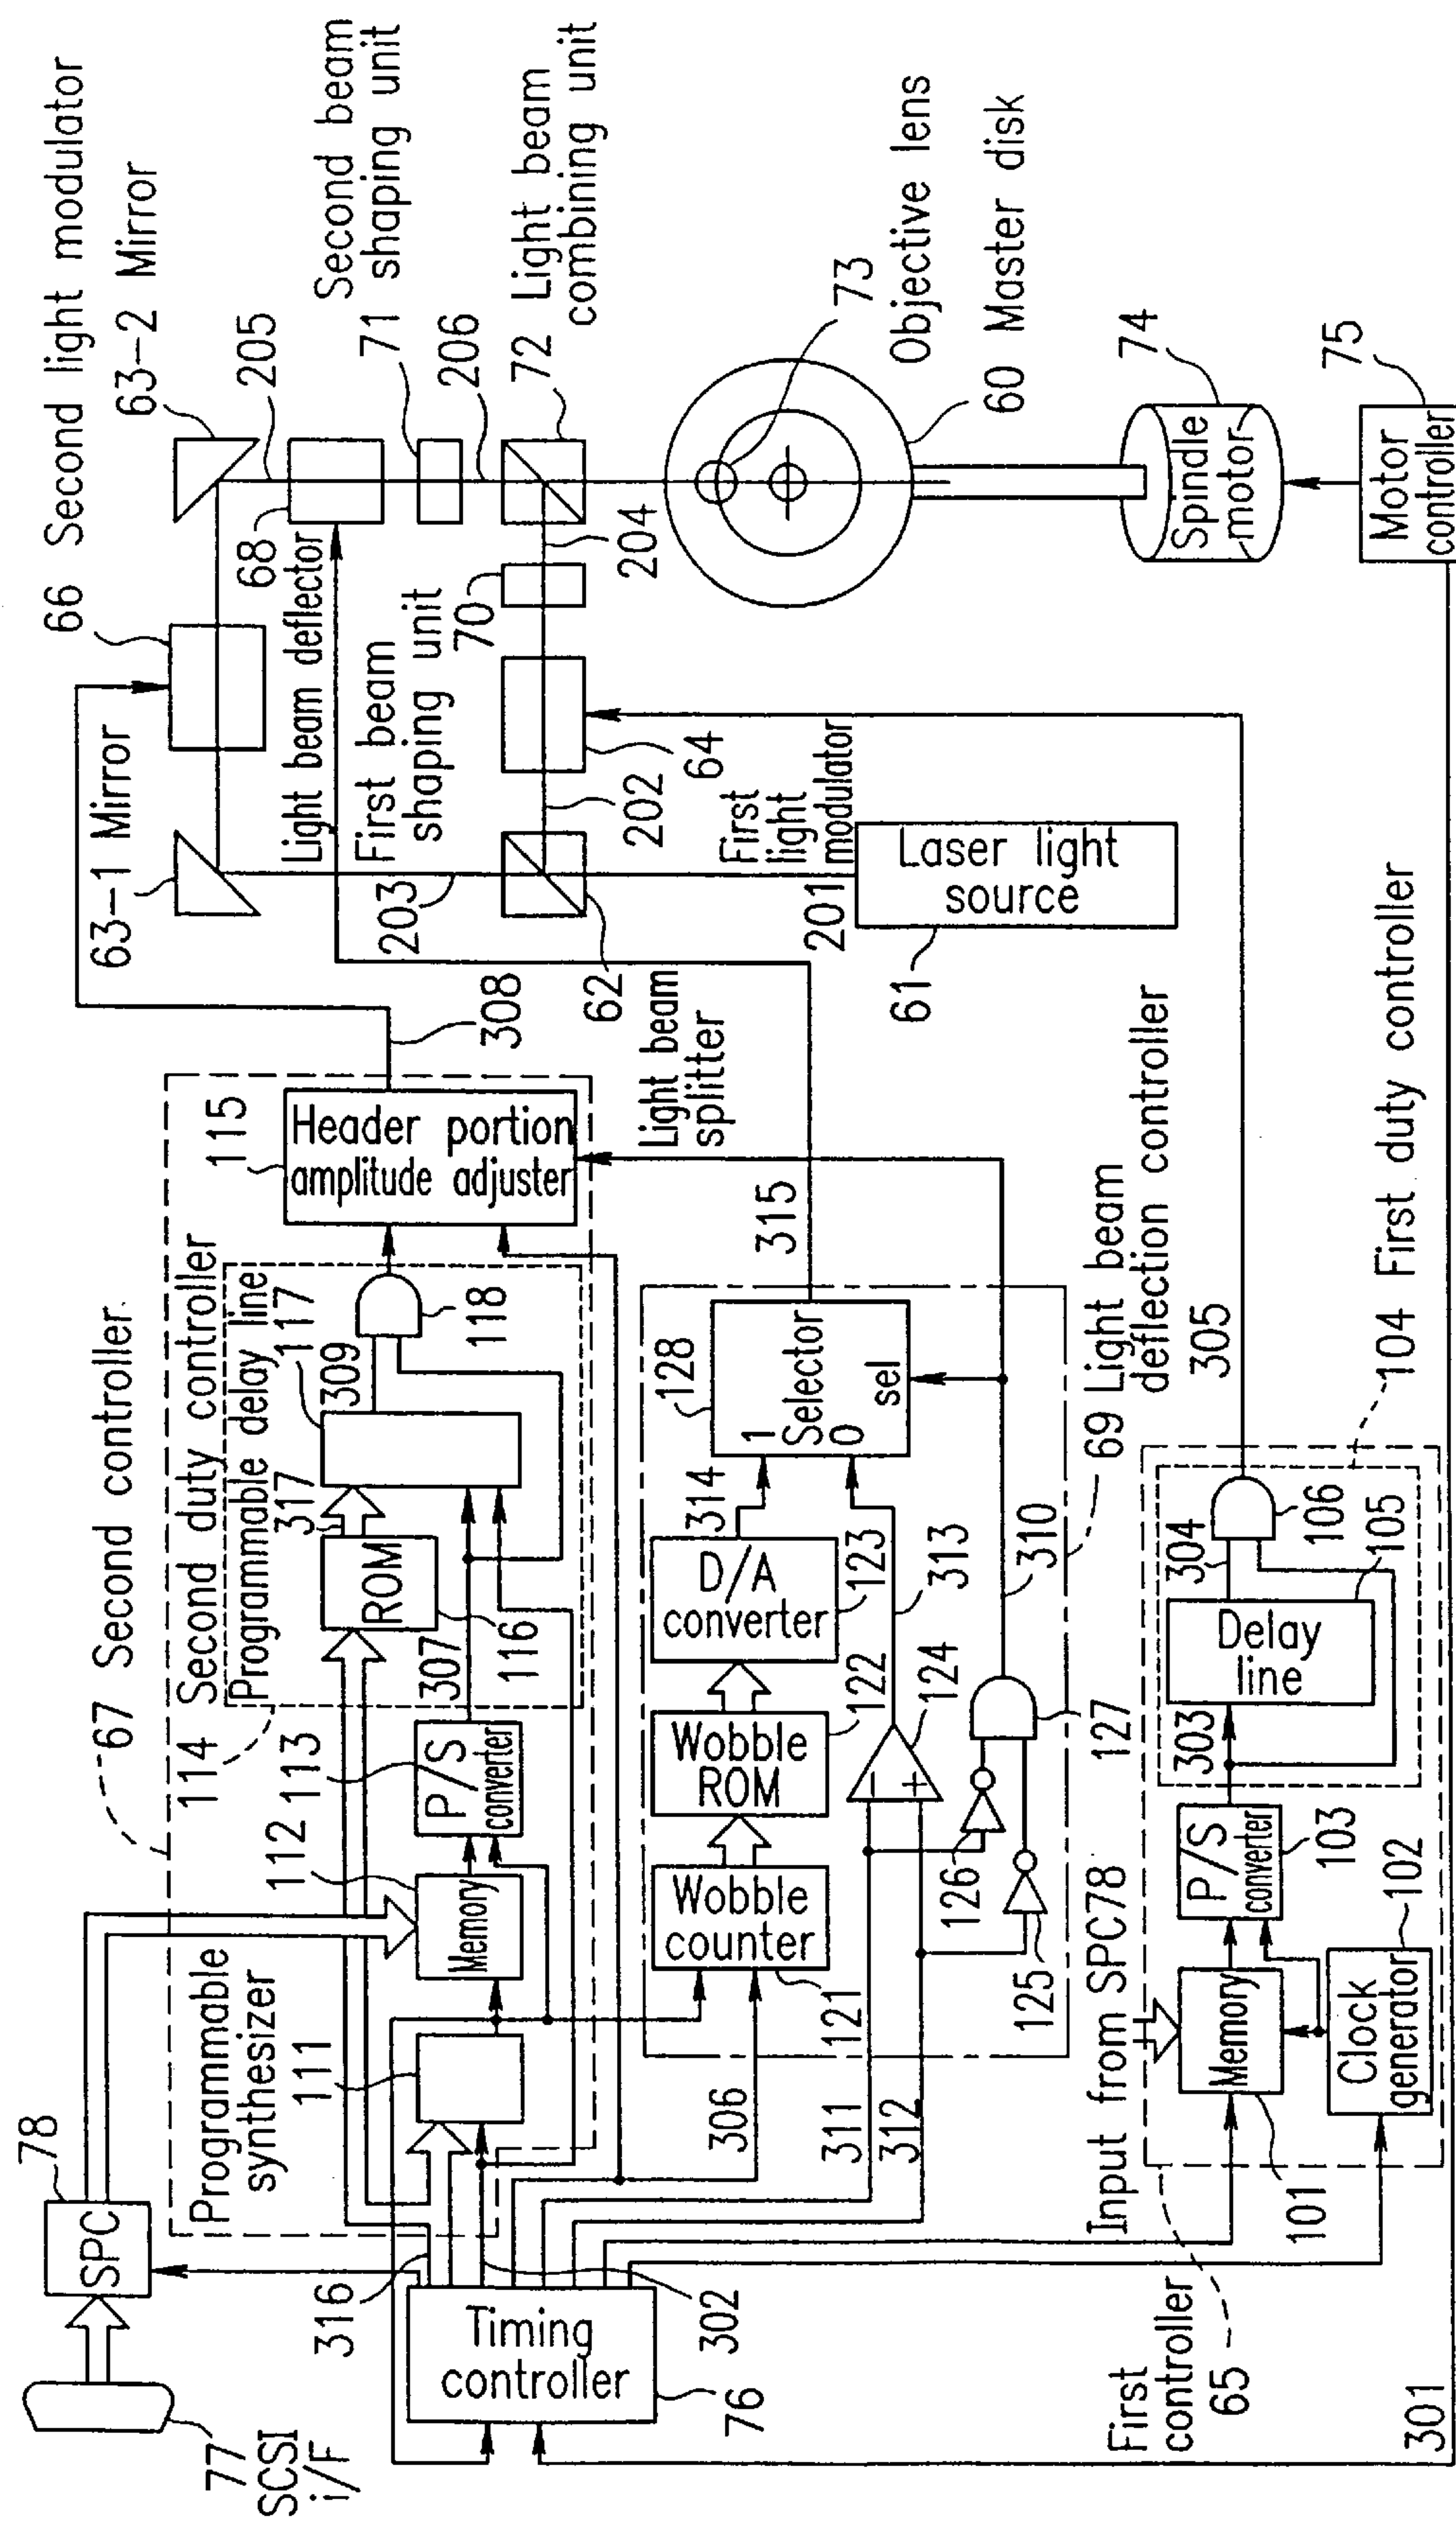 77
SCSI
i/F
78
SPC
316
Timing
controller
76
302
67 Second controller
Programmable
synthesizer
111
112
Memory
113
P/S
converter
307
114
Second duty controller
Programmable delay line
ROM
116
317
117
309
118
115
Header portion
amplitude adjuster
308
306
Wobble
counter
121
Wobble
ROM
122
D/A
converter
123
314
128
1
Selector
0
sel
315
311
312
124
−
+
313
125
126
127
310
69 Light beam
deflection controller
First
controller
65
Input from SPC78
Memory
101
Clock
generator
102
P/S
converter
103
303
Delay
line
105
304
106
104 First duty controller
305
301
66 Second light modulator
63-1 Mirror
63-2 Mirror
203
205
Light beam deflector
68
Second beam
shaping unit
71
206
First beam
shaping unit
70
204
72 Light beam
combining unit
64
202
First
light
modulator
62
Light beam
splitter
201
Laser light
source
61
73
Objective lens
60 Master disk
Spindle
motor
74
Motor
controller
75